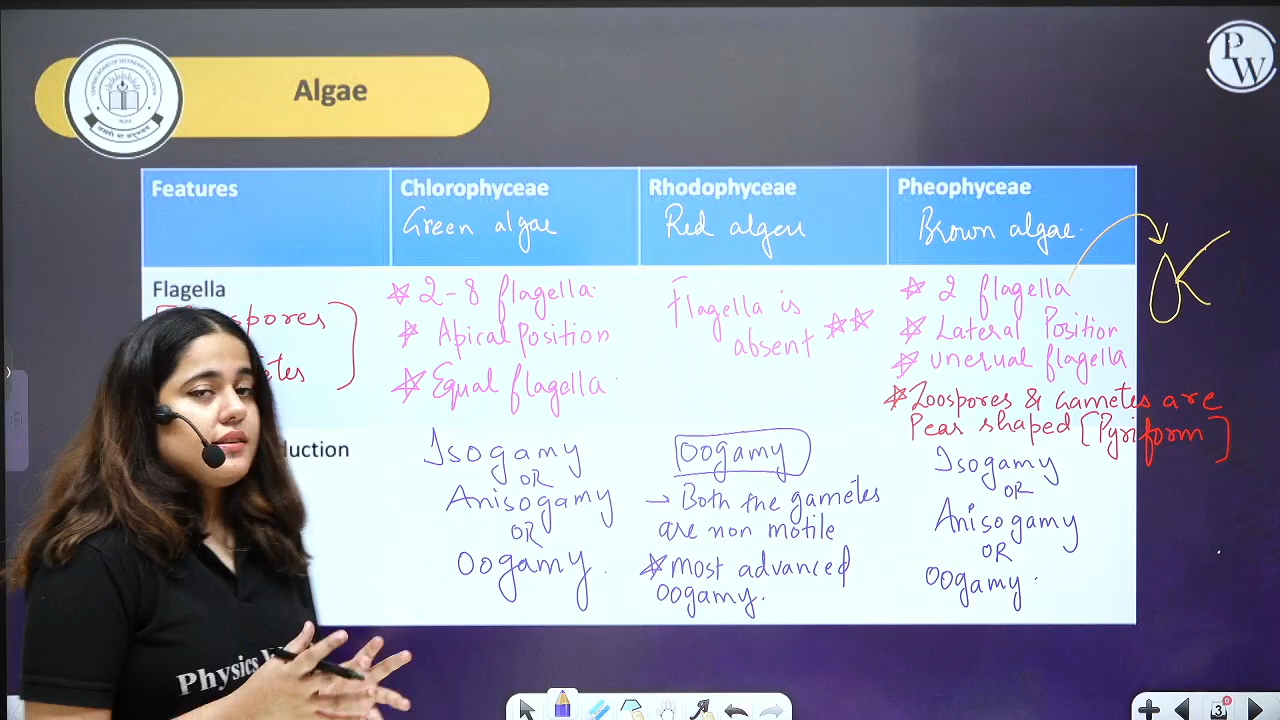 Algae
PW
Features
Chlorophyceae
Rhodophyceae
Pheophyceae
Green algae
Red algeu
Brown algae.
Flagella
2-8 flagella
Apical position
Equal flagella
Flagella is
absent
2 flagella
Lateral Position
unequal flagella
Zoospores & Gametes are
Pear shaped [Pyriform]
Isogamy
OR
Anisogamy
OR
Oogamy.
Oogamy
→ Both the gametes
are non motile
most advanced
oogamy.
Isogamy
OR
Anisogamy
OR
Oogamy.
Physics
3